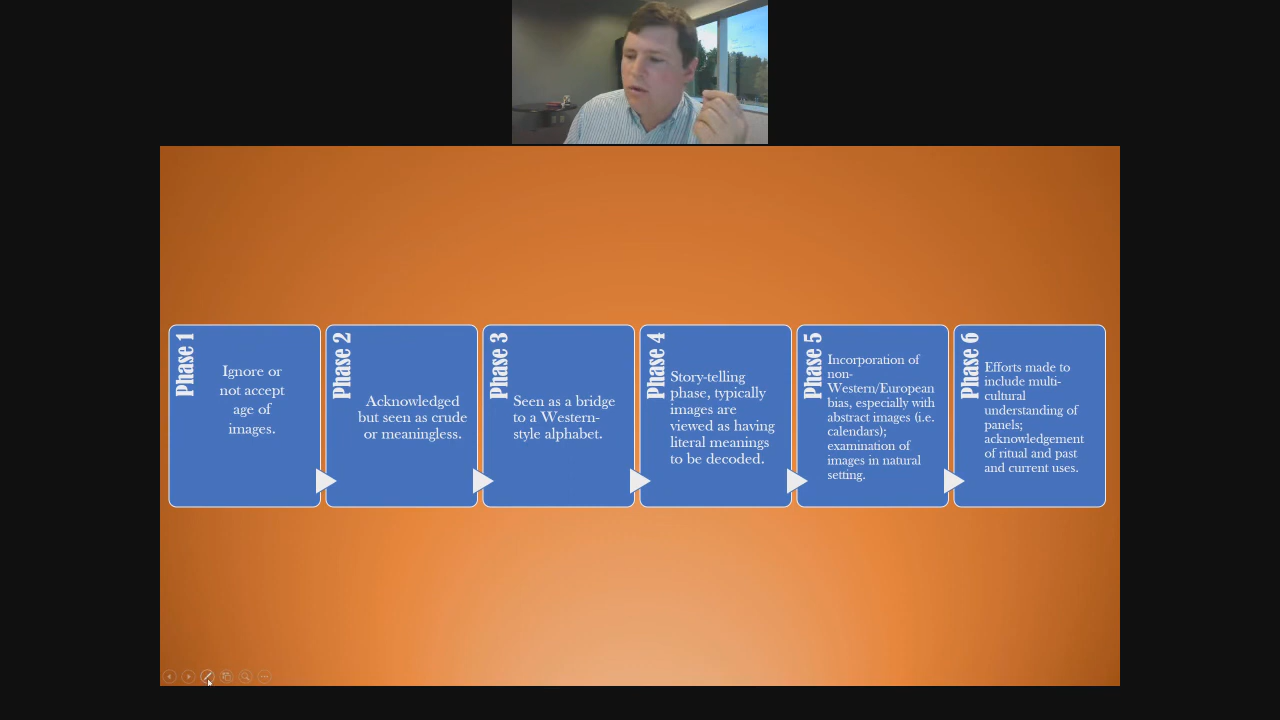 Phase 1
Ignore or
not accept
age of
images.
Phase 2
Acknowledged
but seen as crude
or meaningless.
Phase 3
Seen as a bridge
to a Western-
style alphabet.
Phase 4
Story-telling
phase, typically
images are
viewed as having
literal meanings
to be decoded.
Phase 5
Incorporation of
non-
Western/European
bias, especially with
abstract images (i.e.
calendars);
examination of
images in natural
setting.
Phase 6
Efforts made to
include multi-
cultural
understanding of
panels;
acknowledgement
of ritual and past
and current uses.